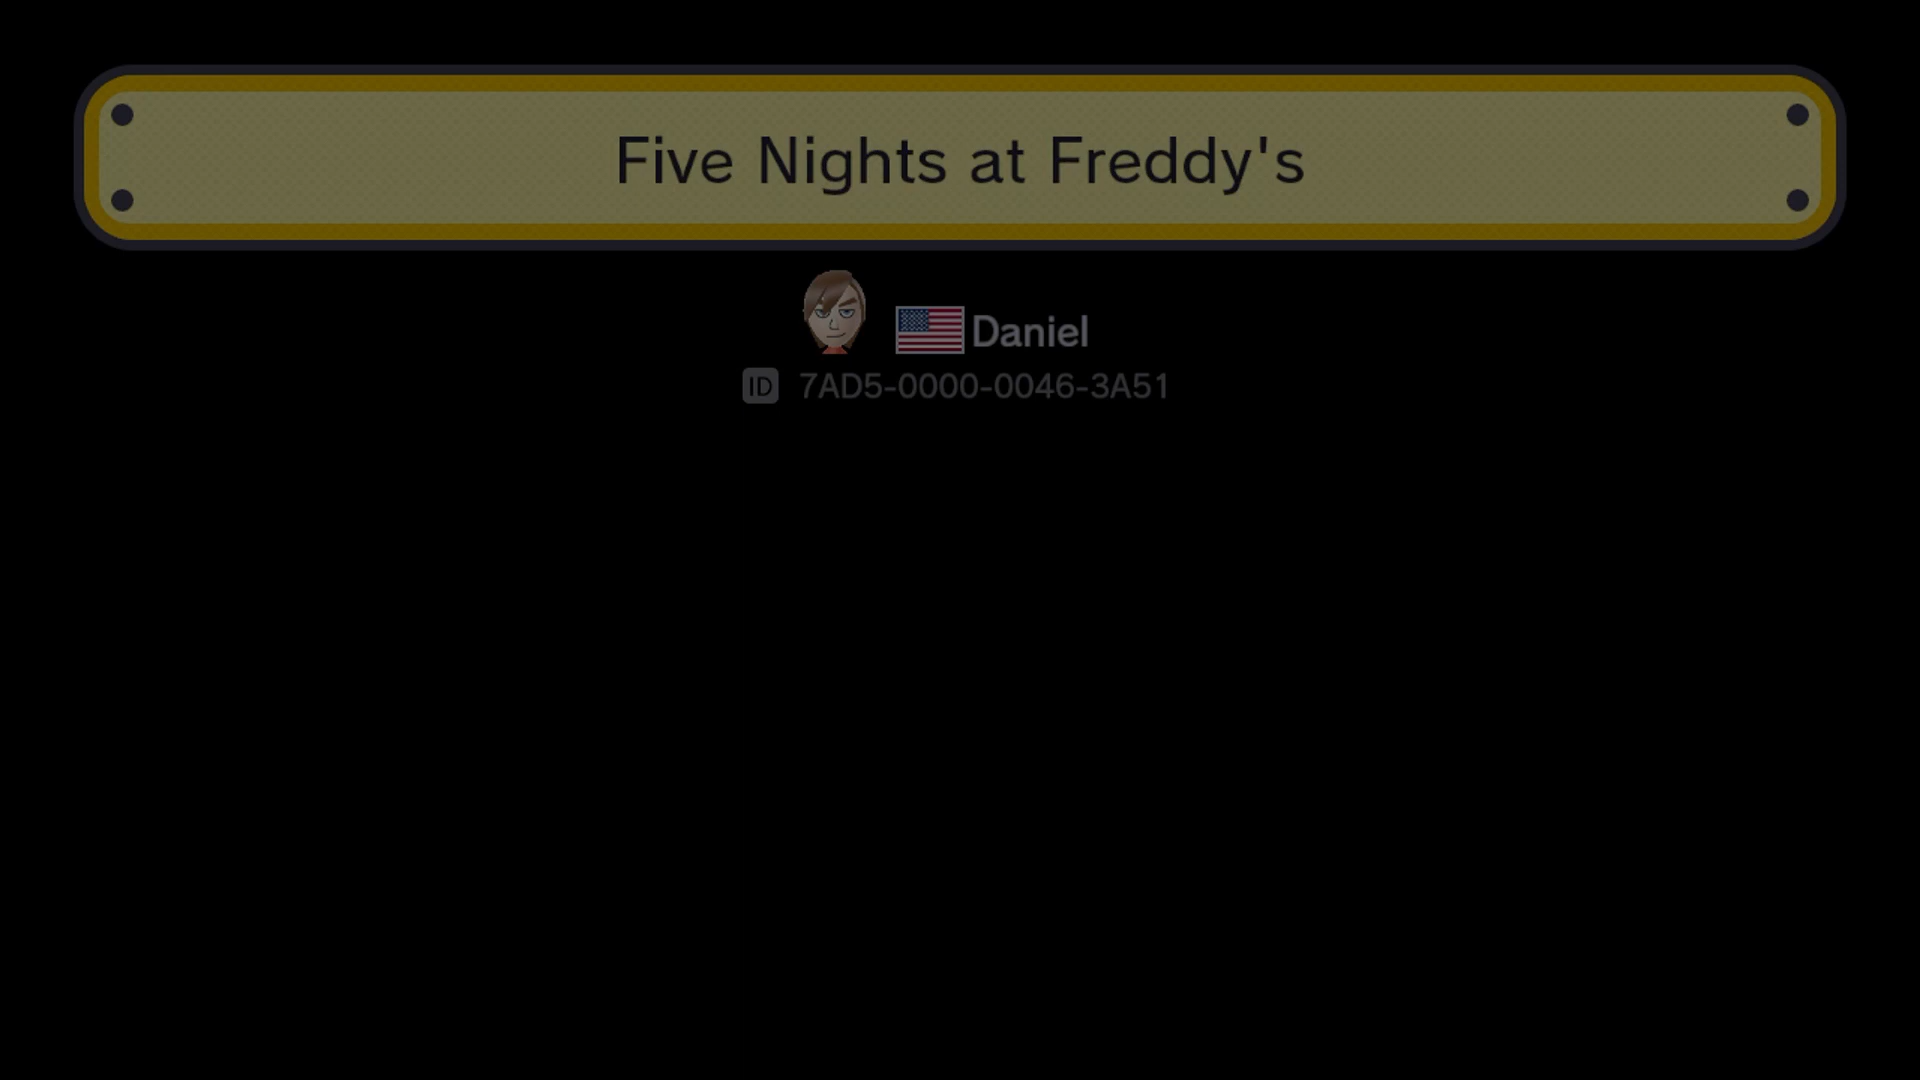 Five Nights at Freddy's
Daniel
ID 7AD5-0000-0046-3A51